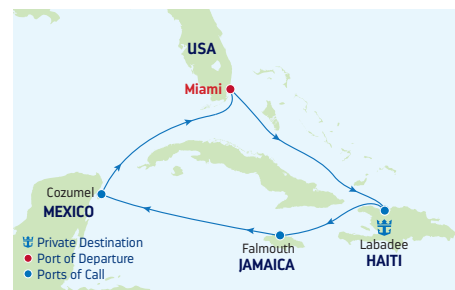 USA
Miami
Cozumel
MEXICO
Falmouth
JAMAICA
Labadee
HAITI
Private Destination
Port of Departure
Ports of Call